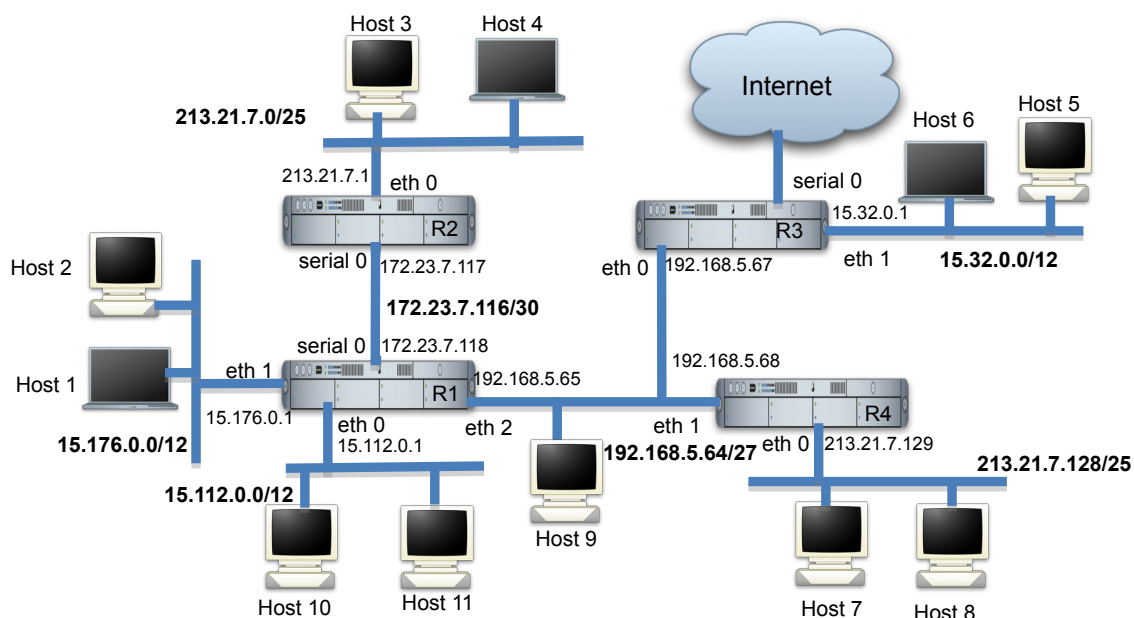 Host 3
Host 4
213.21.7.0/25
Internet
Host 5
Host 6
213.21.7.1
eth 0
serial 0
15.32.0.1
R2
R3
Host 2
serial 0
172.23.7.117
eth 0
192.168.5.67
eth 1
15.32.0.0/12
172.23.7.116/30
serial 0
172.23.7.118
192.168.5.68
Host 1
eth 1
192.168.5.65
R1
R4
15.176.0.1
eth 0
eth 2
eth 1
15.176.0.0/12
15.112.0.1
192.168.5.64/27
eth 0
213.21.7.129
213.21.7.128/25
15.112.0.0/12
Host 9
Host 10
Host 11
Host 7
Host 8